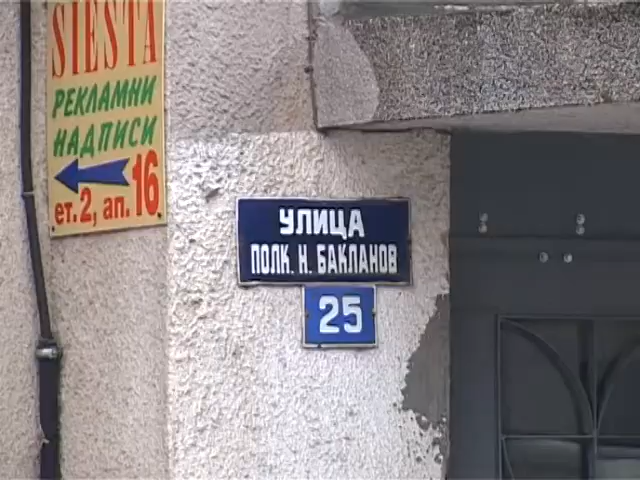 SIESTA
РЕКЛАМНИ
НАДПИСИ
ет.2, ап.16
УЛИЦА
ПОЛК. Н. БАКЛАНОВ
25